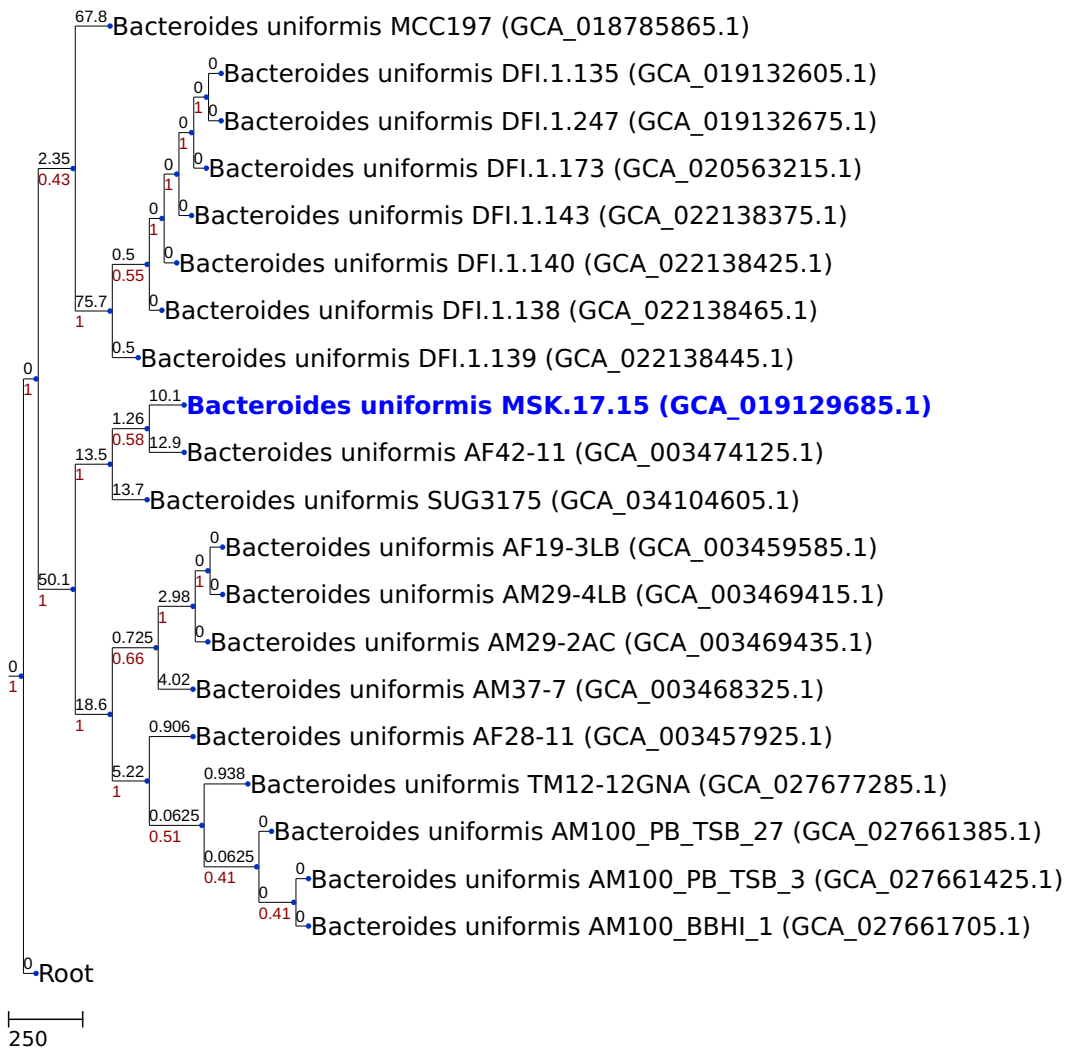 67.8 Bacteroides uniformis MCC197 (GCA_018785865.1)
0 Bacteroides uniformis DFI.1.135 (GCA_019132605.1)
0
1
0 Bacteroides uniformis DFI.1.247 (GCA_019132675.1)
0
1
2.35
0.43
0 Bacteroides uniformis DFI.1.173 (GCA_020563215.1)
0
1
0 Bacteroides uniformis DFI.1.143 (GCA_022138375.1)
0
1
0 Bacteroides uniformis DFI.1.140 (GCA_022138425.1)
0.5
0.55
75.7
1
0 Bacteroides uniformis DFI.1.138 (GCA_022138465.1)
0.5 Bacteroides uniformis DFI.1.139 (GCA_022138445.1)
0
1
10.1 Bacteroides uniformis MSK.17.15 (GCA_019129685.1)
1.26
0.58
12.9 Bacteroides uniformis AF42-11 (GCA_003474125.1)
13.5
1
13.7 Bacteroides uniformis SUG3175 (GCA_034104605.1)
0 Bacteroides uniformis AF19-3LB (GCA_003459585.1)
0
1
50.1
1
0 Bacteroides uniformis AM29-4LB (GCA_003469415.1)
2.98
1
0 Bacteroides uniformis AM29-2AC (GCA_003469435.1)
0.725
0.66
0
1
4.02 Bacteroides uniformis AM37-7 (GCA_003468325.1)
18.6
1
0.906 Bacteroides uniformis AF28-11 (GCA_003457925.1)
5.22
1
0.938 Bacteroides uniformis TM12-12GNA (GCA_027677285.1)
0.0625
0.51
0 Bacteroides uniformis AM100_PB_TSB_27 (GCA_027661385.1)
0.0625
0.41
0 Bacteroides uniformis AM100_PB_TSB_3 (GCA_027661425.1)
0
0.41
0 Bacteroides uniformis AM100_BBHI_1 (GCA_027661705.1)
0 Root
250